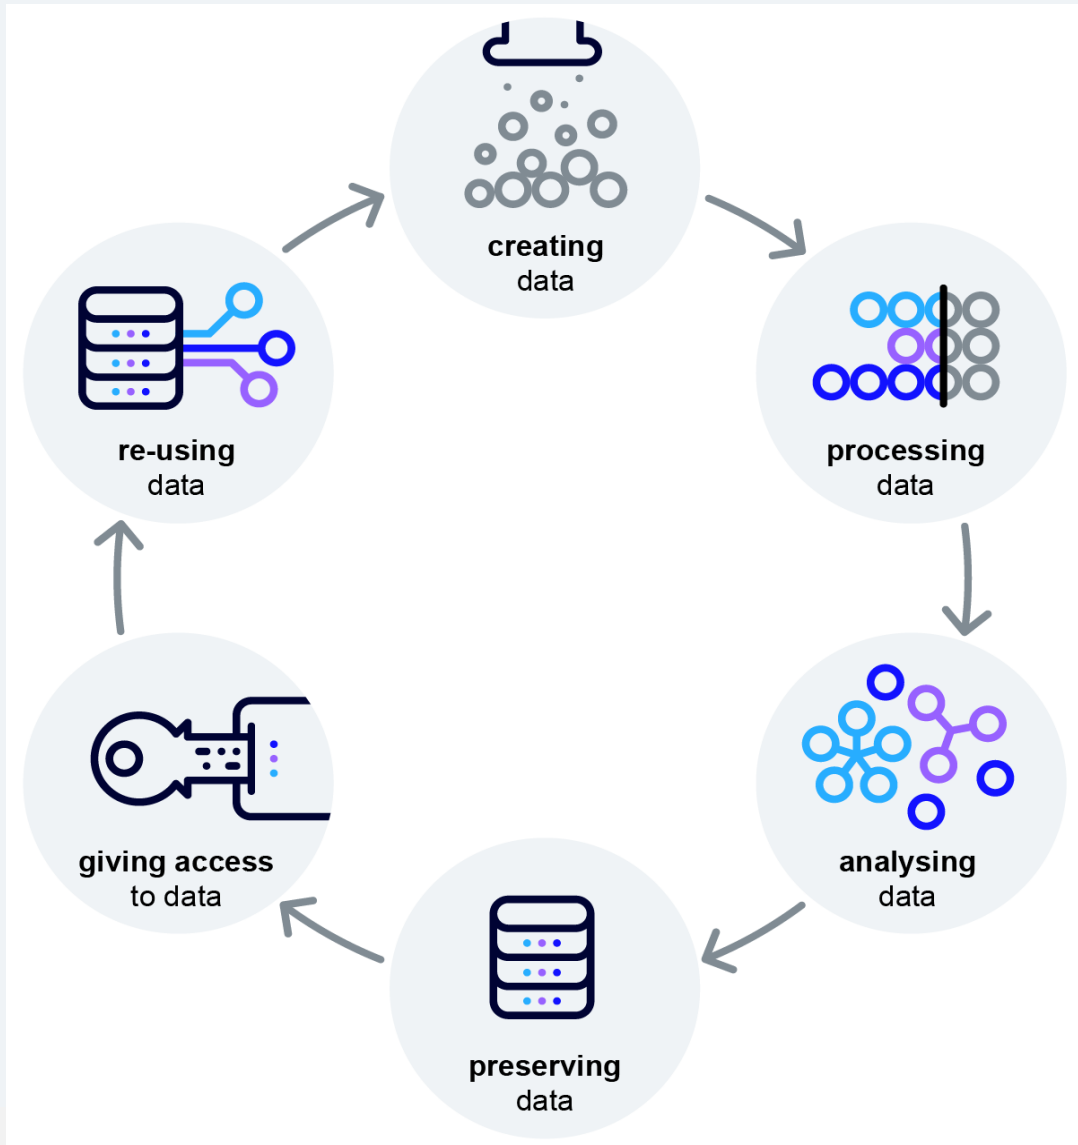 creating
data
processing
data
analysing
data
preserving
data
giving access
to data
re-using
data